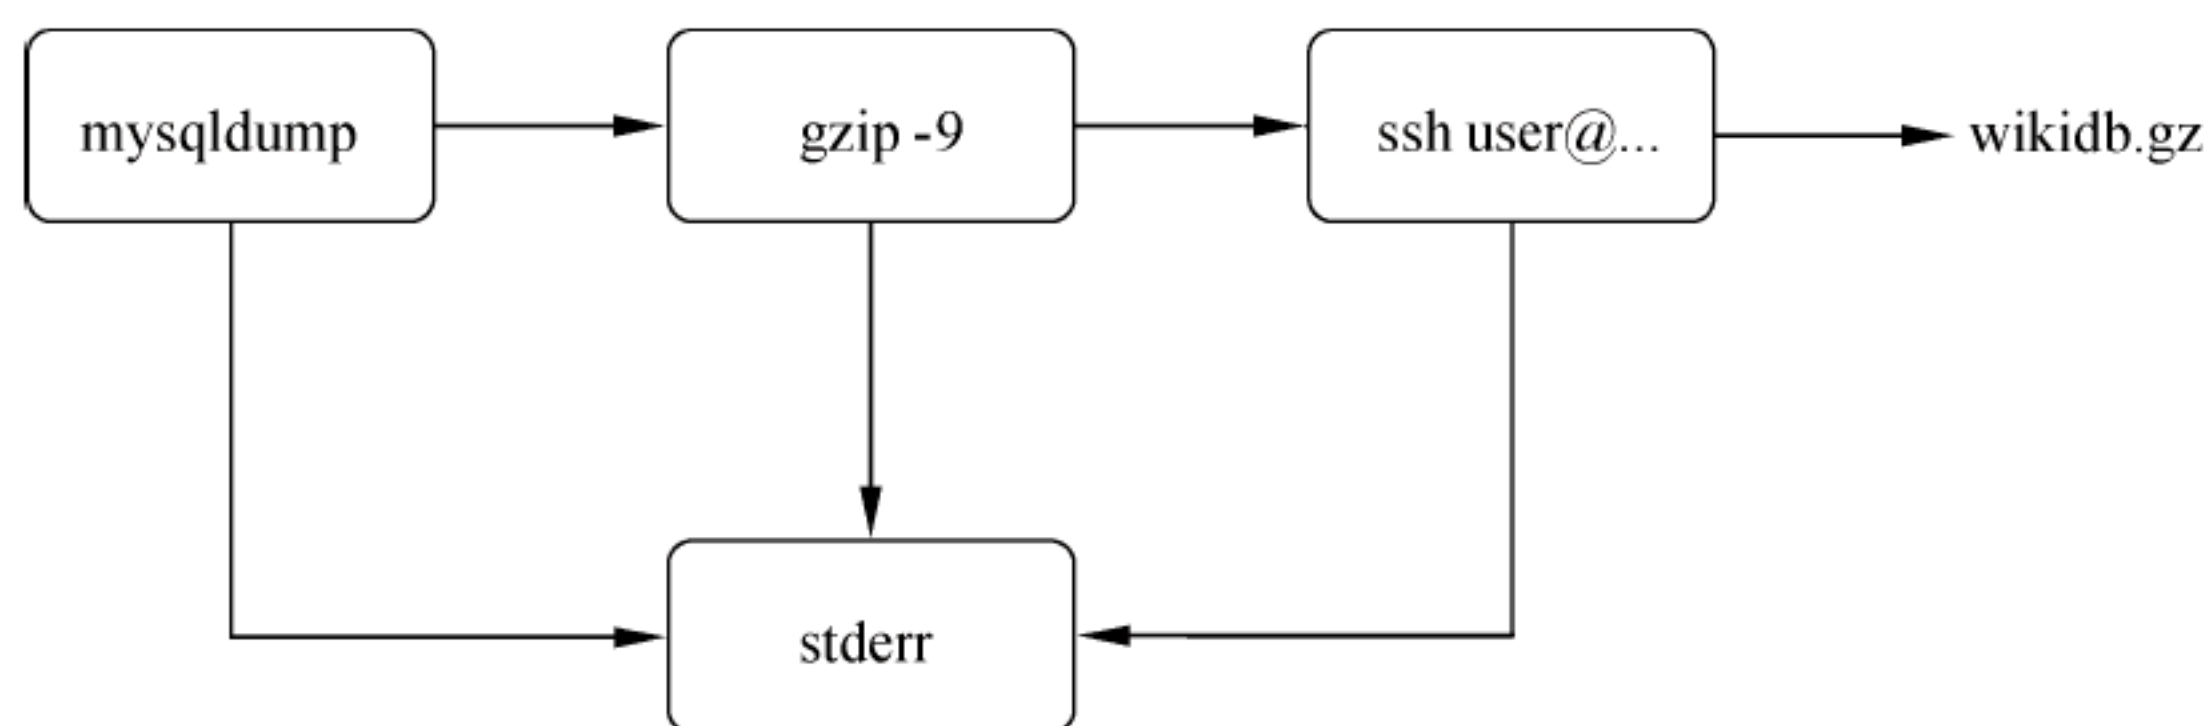 mysqldump
gzip -9
ssh user@...
wikidb.gz
stderr